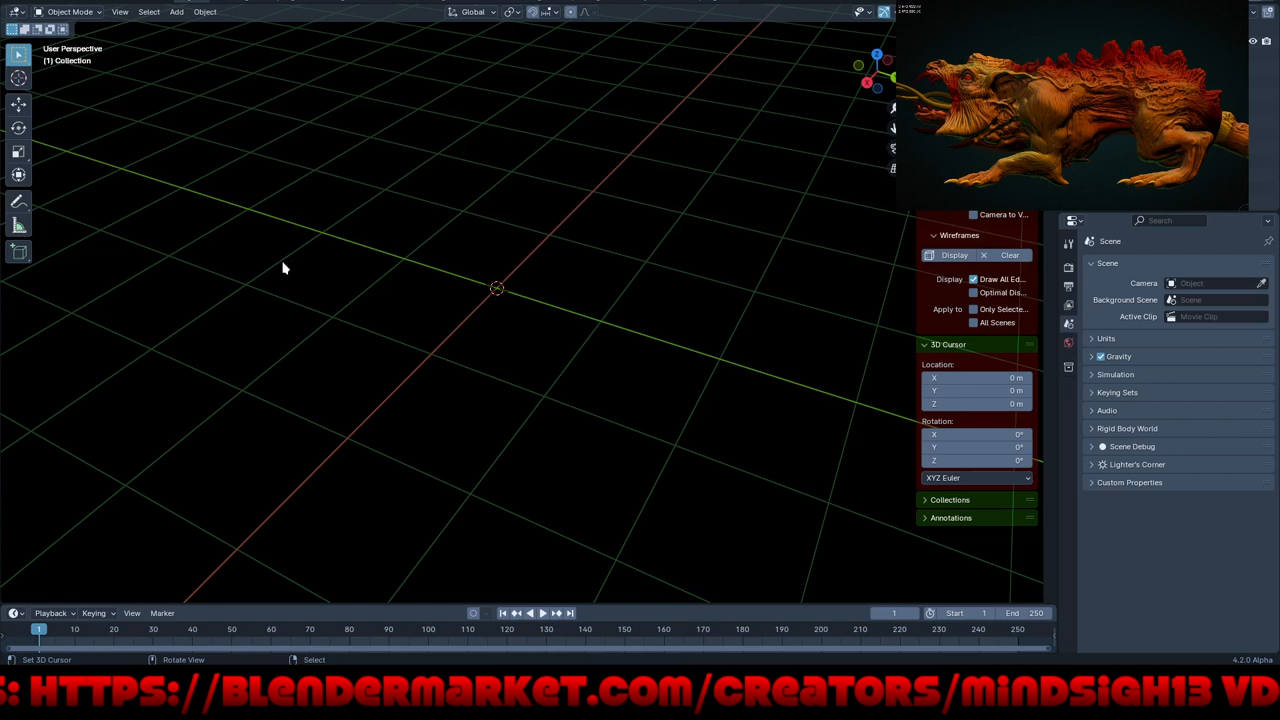 Object Mode View Select Add Object Global
User Perspective
(1) Collection
Z
X
Camera to V...
Wireframes
Display Clear
Display Draw All Ed...
Optimal Dis...
Apply to Only Selecte...
All Scenes
3D Cursor
Location:
X 0 m
Y 0 m
Z 0 m
Rotation:
X 0°
Y 0°
Z 0°
XYZ Euler
Collections
Annotations
Search
Scene
Scene
Camera Object
Background Scene Scene
Active Clip Movie Clip
Units
Gravity
Simulation
Keying Sets
Audio
Rigid Body World
Scene Debug
Lighter's Corner
Custom Properties
Playback Keying View Marker 1 Start 1 End 250
1 10 20 30 40 50 60 70 80 90 100 110 120 130 140 150 160 170 180 190 200 210 220 230 240 250
Set 3D Cursor Rotate View Select 4.2.0 Alpha
S: HTTPS://BLENDERMARKET.COM/CREATORS/MINDSIGH13 VD